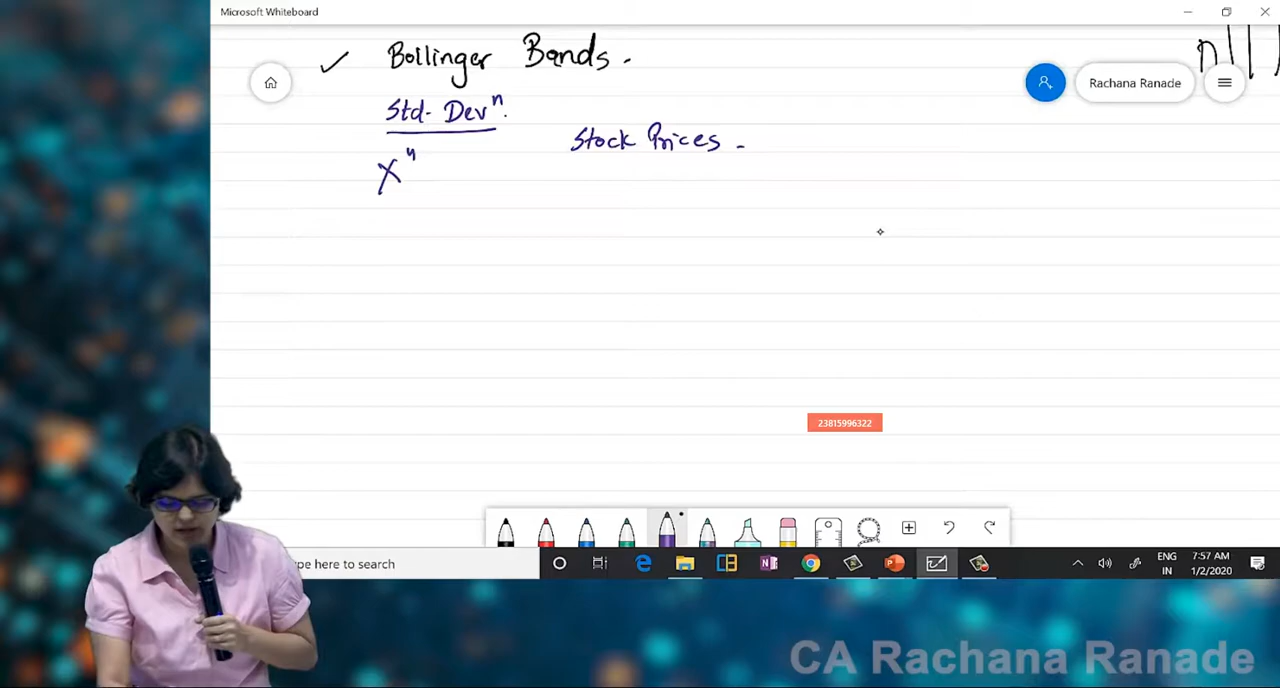 Microsoft Whiteboard
✓ Bollinger Bands.
Rachana Ranade
Std. Devⁿ.
Stock Prices.
Xⁿ
23815996322
pe here to search
ENG
IN
7:57 AM
1/2/2020
CA Rachana Ranade